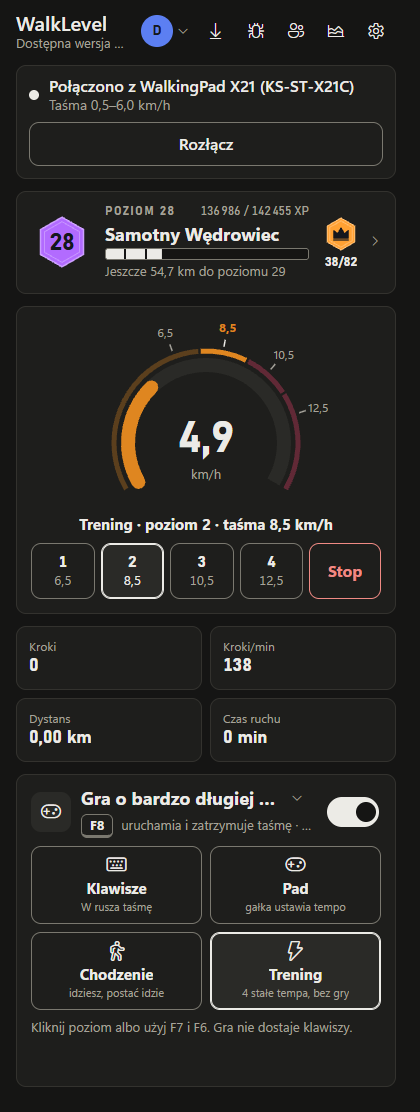 WalkLevel
Dostępna wersja ...
D
Połączono z WalkingPad X21 (KS-ST-X21C)
Taśma 0,5–6,0 km/h
Rozłącz
28
POZIOM 28 136 986 / 142 455 XP
Samotny Wędrowiec
Jeszcze 54,7 km do poziomu 29
38/82
6,5
8,5
10,5
12,5
4,9
km/h
Trening · poziom 2 · taśma 8,5 km/h
1
6,5
2
8,5
3
10,5
4
12,5
Stop
Kroki
0
Kroki/min
138
Dystans
0,00 km
Czas ruchu
0 min
Gra o bardzo długiej ...
F8 uruchamia i zatrzymuje taśmę · ...
Klawisze
W rusza taśmę
Pad
gałka ustawia tempo
Chodzenie
idziesz, postać idzie
Trening
4 stałe tempa, bez gry
Kliknij poziom albo użyj F7 i F6. Gra nie dostaje klawiszy.